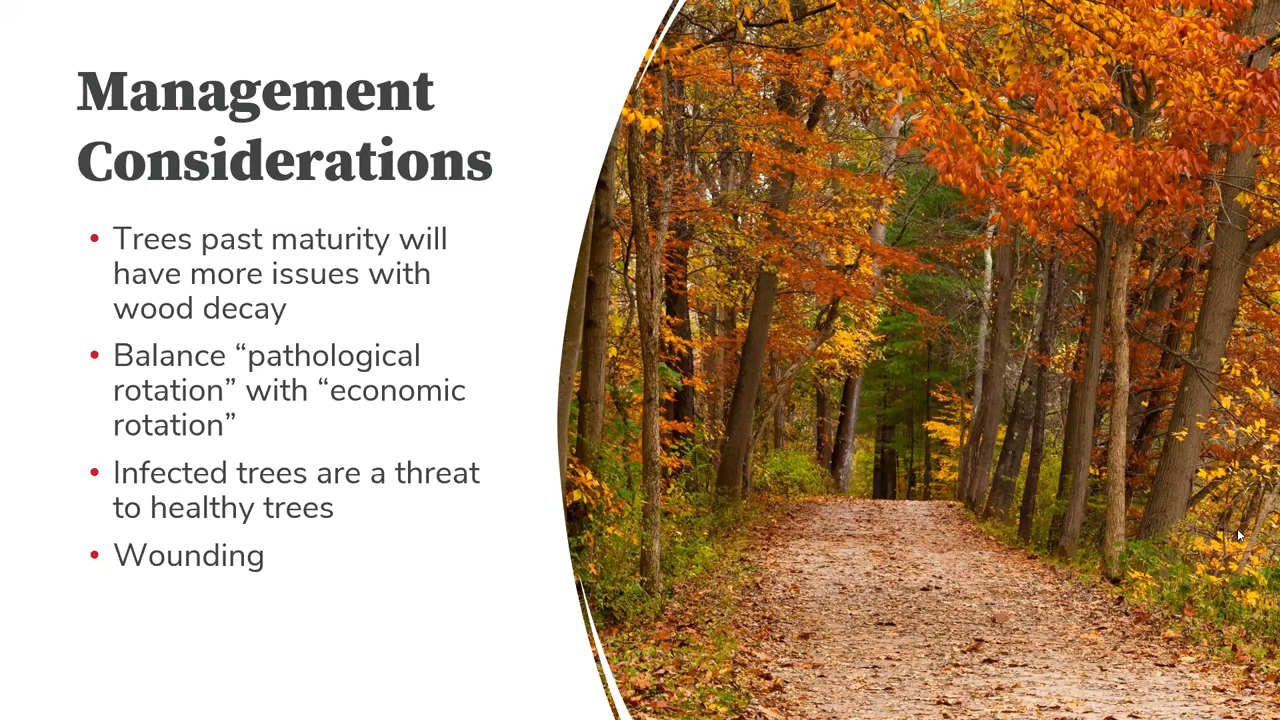 Management
Considerations
• Trees past maturity will
have more issues with
wood decay
• Balance “pathological
rotation” with “economic
rotation”
• Infected trees are a threat
to healthy trees
• Wounding